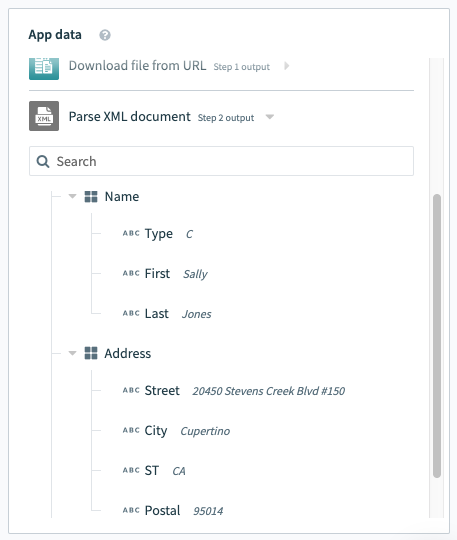 App data ?
Download file from URL Step 1 output
XML
Parse XML document Step 2 output
Search
Name
ABC Type C
ABC First Sally
ABC Last Jones
Address
ABC Street 20450 Stevens Creek Blvd #150
ABC City Cupertino
ABC ST CA
ABC Postal 95014